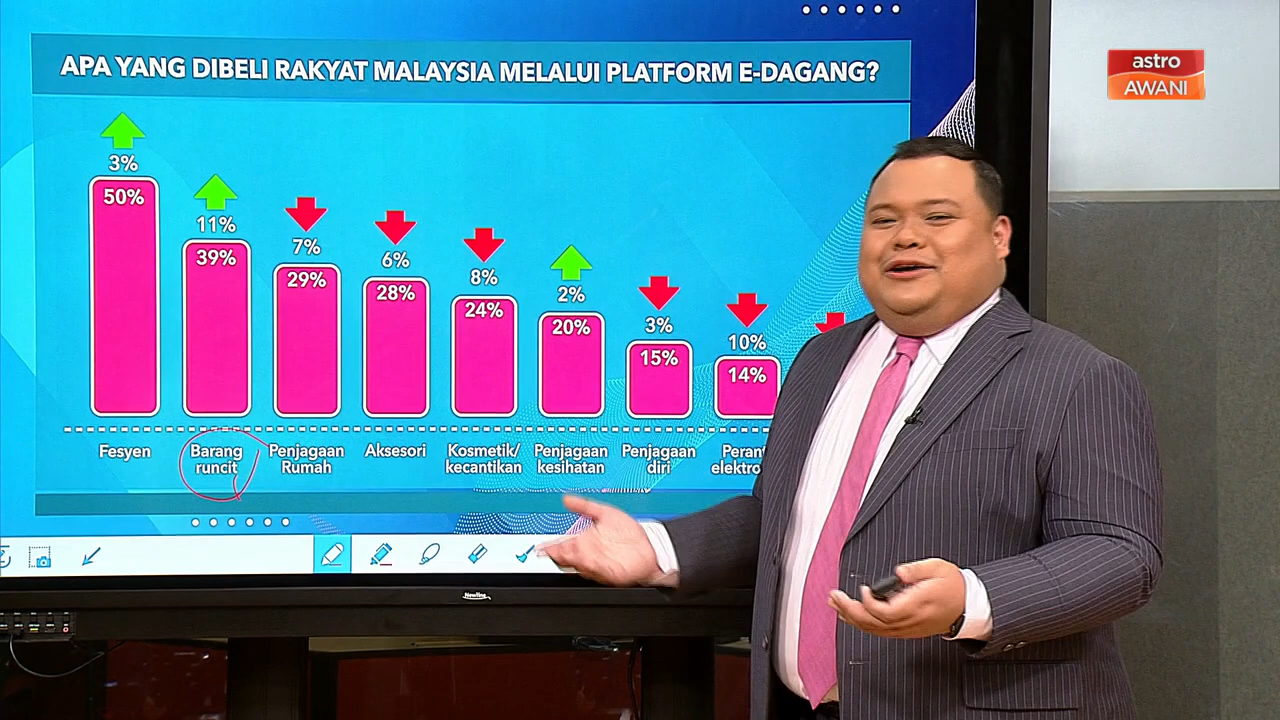 astro
AWANI
APA YANG DIBELI RAKYAT MALAYSIA MELALUI PLATFORM E-DAGANG?
3%
50%
11%
39%
7%
29%
6%
28%
8%
24%
2%
20%
3%
15%
10%
14%
Fesyen
Barang
runcit
Penjagaan
Rumah
Aksesori
Kosmetik/
kecantikan
Penjagaan
kesihatan
Penjagaan
diri
Newline